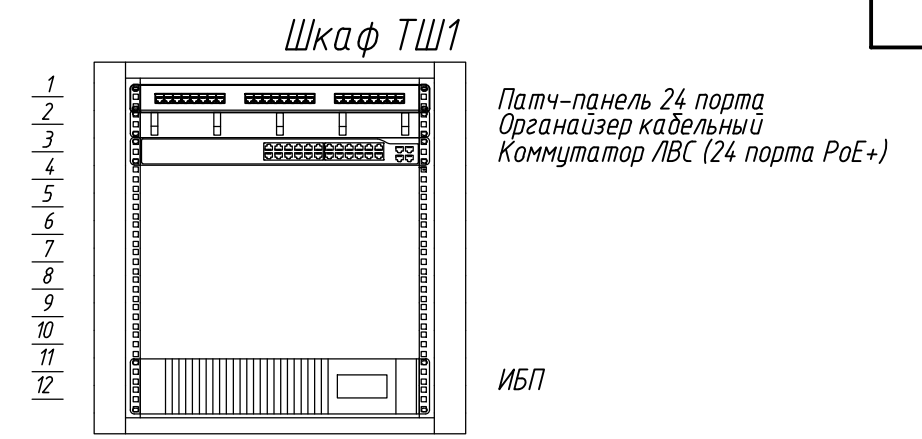 Шкаф ТШ1
1
Патч-панель 24 порта
2
Органайзер кабельный
3
Коммутатор ЛВС (24 порта PoE+)
4
5
6
7
8
9
10
11
12
ИБП